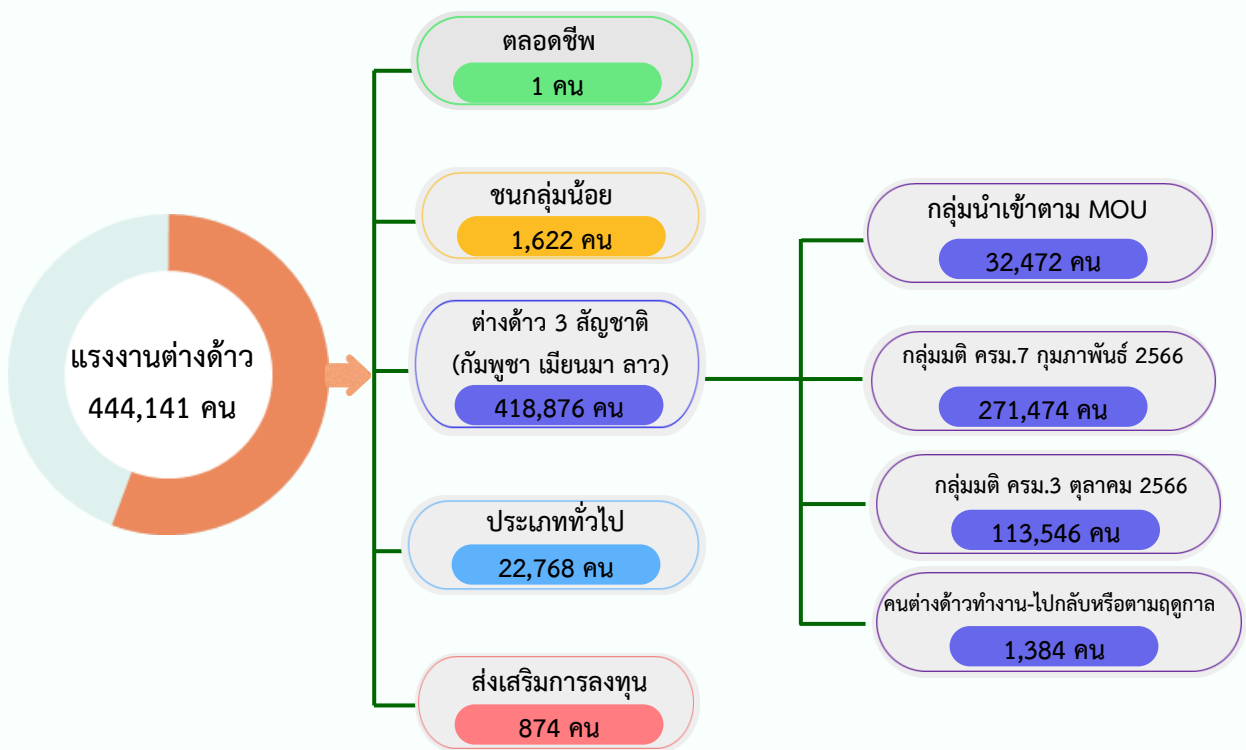 แรงงานต่างด้าว
444,141 คน
ตลอดชีพ
1 คน
ชนกลุ่มน้อย
1,622 คน
ต่างด้าว 3 สัญชาติ
(กัมพูชา เมียนมา ลาว)
418,876 คน
ประเภททั่วไป
22,768 คน
ส่งเสริมการลงทุน
874 คน
กลุ่มนำเข้าตาม MOU
32,472 คน
กลุ่มมติ ครม.7 กุมภาพันธ์ 2566
271,474 คน
กลุ่มมติ ครม.3 ตุลาคม 2566
113,546 คน
คนต่างด้าวทำงาน-ไปกลับหรือตามฤดูกาล
1,384 คน